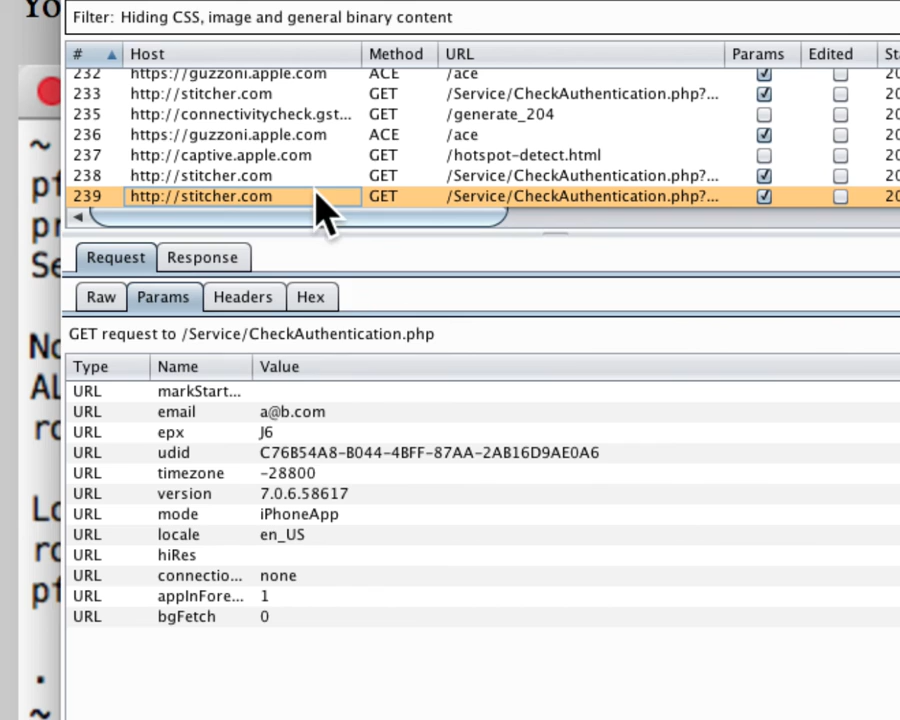 Yo
Filter: Hiding CSS, image and general binary content
# Host Method URL Params Edited
232 https://guzzoni.apple.com ACE /ace
233 http://stitcher.com GET /Service/CheckAuthentication.php?...
235 http://connectivitycheck.gst... GET /generate_204
236 https://guzzoni.apple.com ACE /ace
237 http://captive.apple.com GET /hotspot-detect.html
238 http://stitcher.com GET /Service/CheckAuthentication.php?...
239 http://stitcher.com GET /Service/CheckAuthentication.php?...
Request Response
Raw Params Headers Hex
GET request to /Service/CheckAuthentication.php
Type Name Value
URL markStart...
URL email a@b.com
URL epx J6
URL udid C76B54A8-B044-4BFF-87AA-2AB16D9AE0A6
URL timezone -28800
URL version 7.0.6.58617
URL mode iPhoneApp
URL locale en_US
URL hiRes
URL connectio... none
URL appInFore... 1
URL bgFetch 0